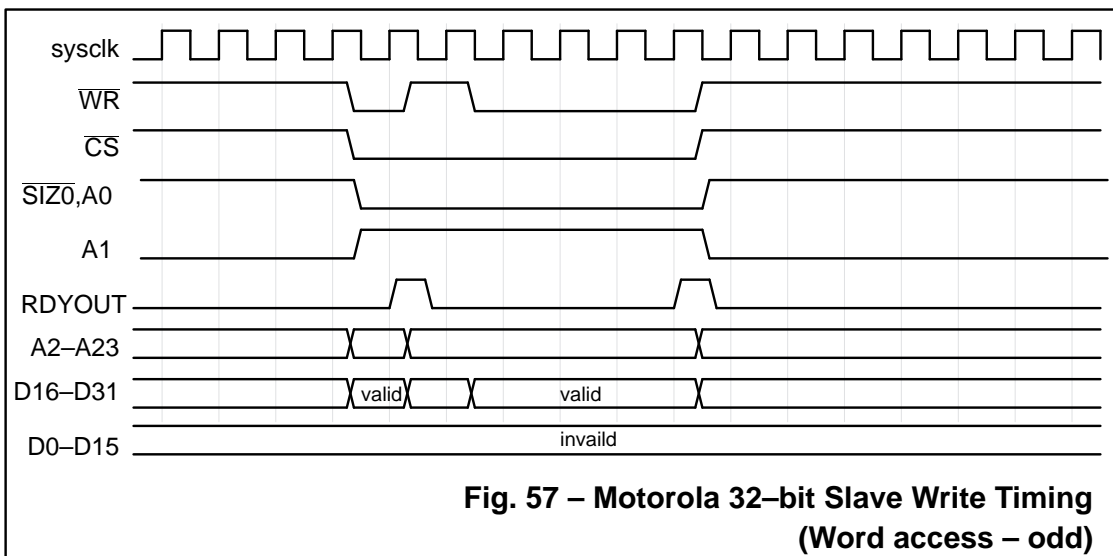 sysclk
WR
CS
SIZ0,A0
A1
RDYOUT
A2–A23
D16–D31 valid valid
D0–D15 invaild
Fig. 57 – Motorola 32–bit Slave Write Timing
(Word access – odd)